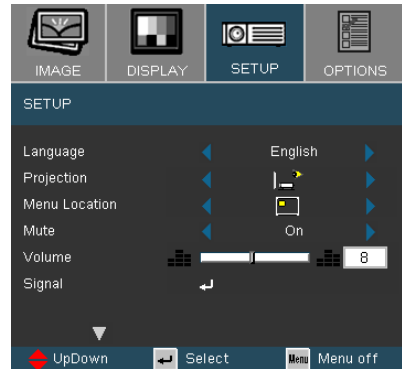 IMAGE DISPLAY SETUP OPTIONS
SETUP
Language English
Projection
Menu Location
Mute On
Volume 8
Signal
UpDown Select Menu Menu off